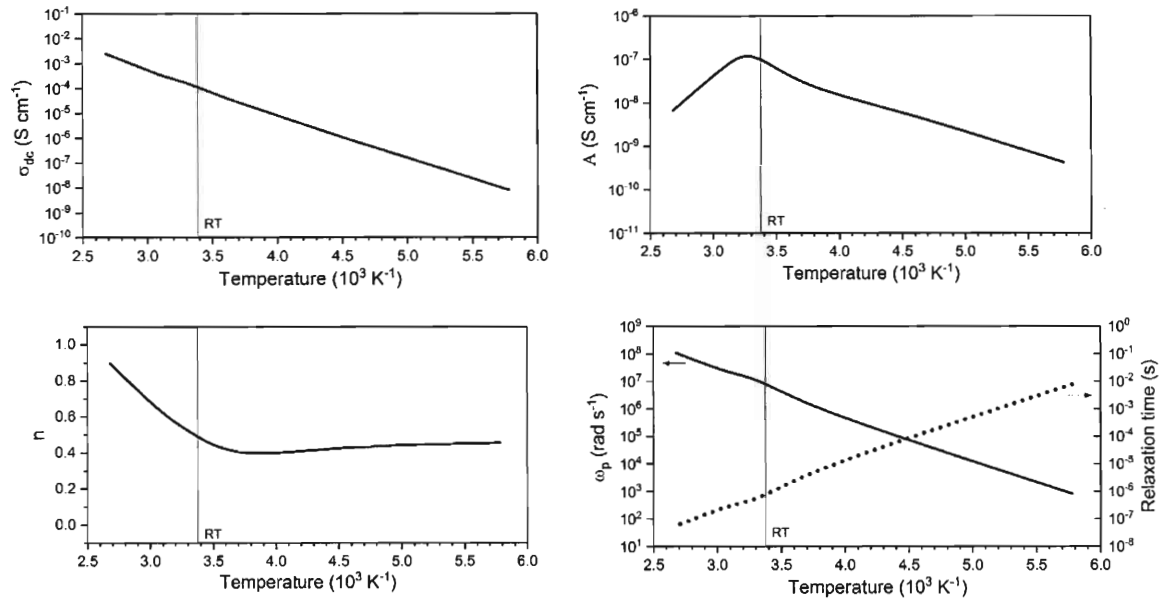 10⁻¹
10⁰
10⁻¹
10⁻²
10⁻³
10⁻⁴
10⁻⁵
10⁻⁶
10⁻⁷
10⁻⁸
10⁻⁹
10⁻¹⁰
σdc (S cm⁻¹)
RT
2.5 3.0 3.5 4.0 4.5 5.0 5.5 6.0
Temperature (10³ K⁻¹)
10⁻⁶
10⁻⁷
10⁻⁸
10⁻⁹
10⁻¹⁰
10⁻¹¹
A (S cm⁻¹)
RT
2.5 3.0 3.5 4.0 4.5 5.0 5.5 6.0
Temperature (10³ K⁻¹)
1.0
0.8
0.6
0.4
0.2
0.0
n
RT
2.5 3.0 3.5 4.0 4.5 5.0 5.5 6.0
Temperature (10³ K⁻¹)
10⁹
10⁸
10⁷
10⁶
10⁵
10⁴
10³
10²
10¹
ωp (rad s⁻¹)
RT
10⁰
10⁻¹
10⁻²
10⁻³
10⁻⁴
10⁻⁵
10⁻⁶
10⁻⁷
10⁻⁸
Relaxation time (s)
2.5 3.0 3.5 4.0 4.5 5.0 5.5 6.0
Temperature (10³ K⁻¹)